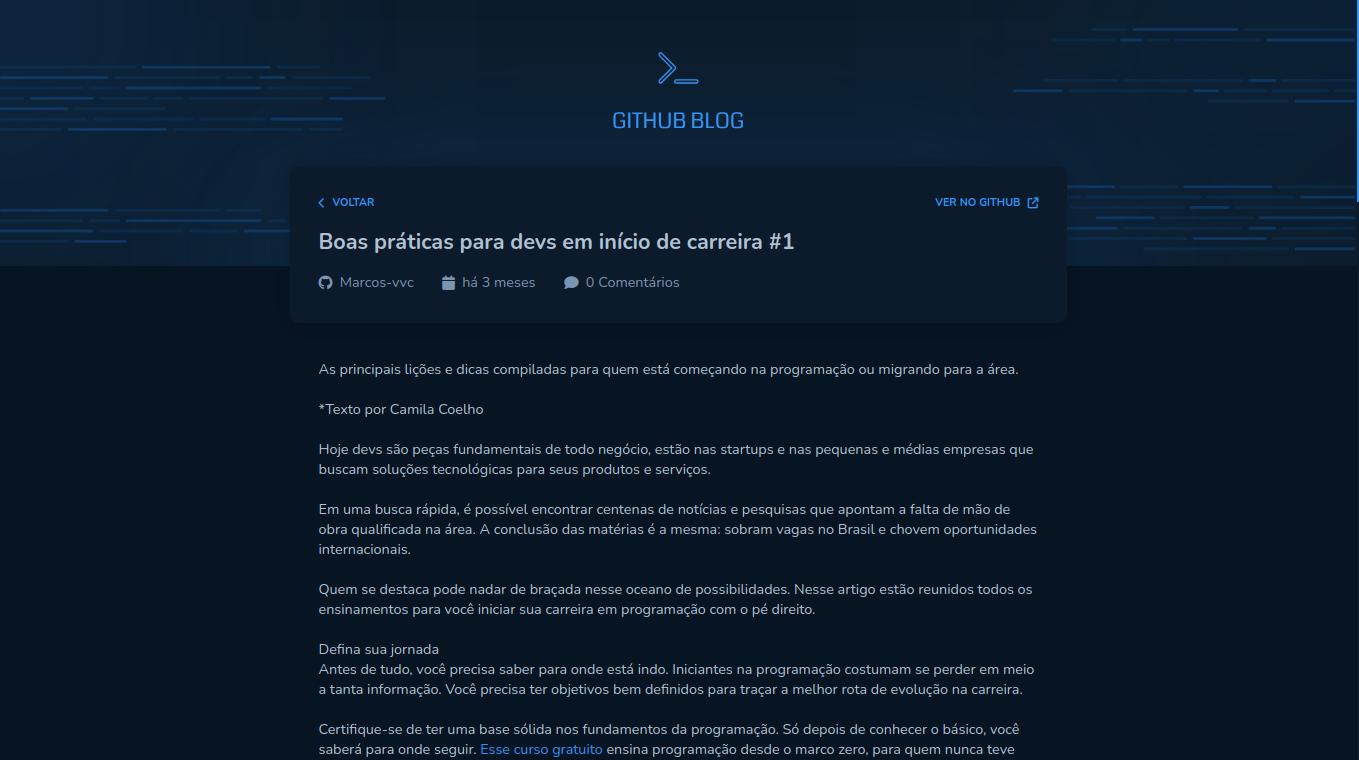 GITHUB BLOG
VOLTAR
VER NO GITHUB
Boas práticas para devs em início de carreira #1
Marcos-vvc
há 3 meses
0 Comentários
As principais lições e dicas compiladas para quem está começando na programação ou migrando para a área.
*Texto por Camila Coelho
Hoje devs são peças fundamentais de todo negócio, estão nas startups e nas pequenas e médias empresas que
buscam soluções tecnológicas para seus produtos e serviços.
Em uma busca rápida, é possível encontrar centenas de notícias e pesquisas que apontam a falta de mão de
obra qualificada na área. A conclusão das matérias é a mesma: sobram vagas no Brasil e chovem oportunidades
internacionais.
Quem se destaca pode nadar de braçada nesse oceano de possibilidades. Nesse artigo estão reunidos todos os
ensinamentos para você iniciar sua carreira em programação com o pé direito.
Defina sua jornada
Antes de tudo, você precisa saber para onde está indo. Iniciantes na programação costumam se perder em meio
a tanta informação. Você precisa ter objetivos bem definidos para traçar a melhor rota de evolução na carreira.
Certifique-se de ter uma base sólida nos fundamentos da programação. Só depois de conhecer o básico, você
saberá para onde seguir. Esse curso gratuito ensina programação desde o marco zero, para quem nunca teve